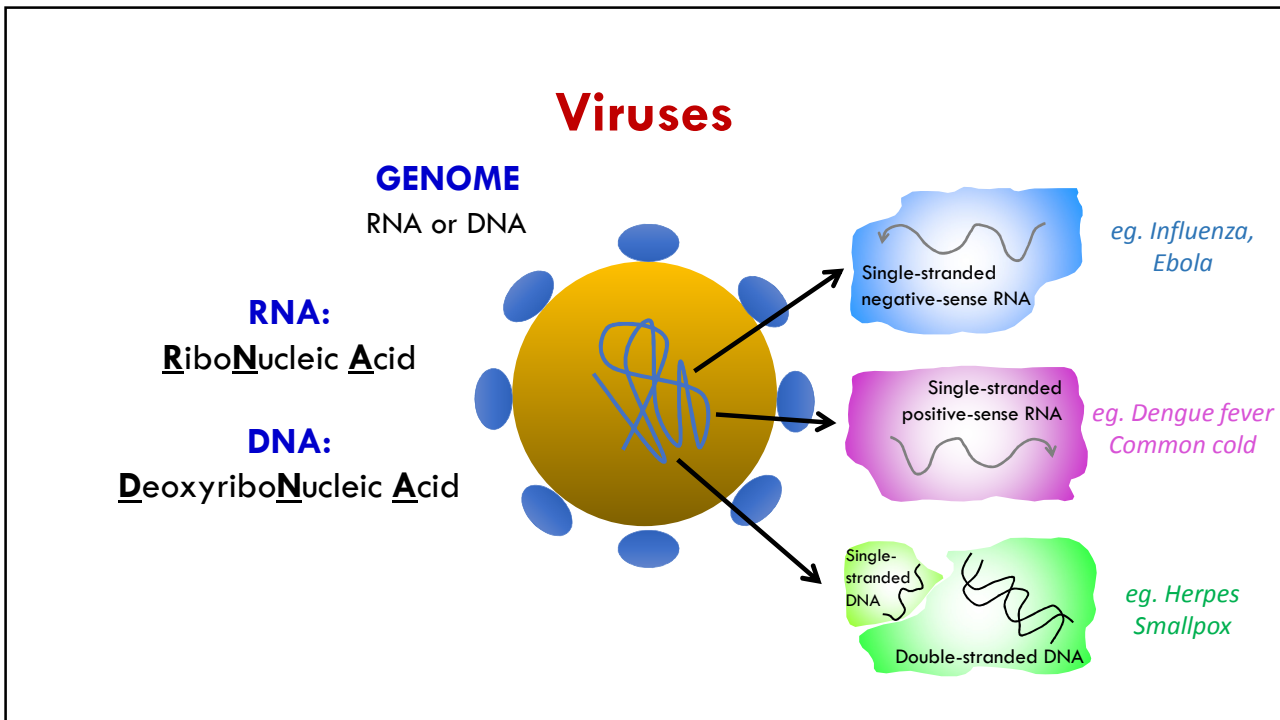 Viruses
GENOME
RNA or DNA
RNA:
RiboNucleic Acid
DNA:
DeoxyriboNucleic Acid
Single-stranded
negative-sense RNA
eg. Influenza,
Ebola
Single-stranded
positive-sense RNA
eg. Dengue fever
Common cold
Single-
stranded
DNA
Double-stranded DNA
eg. Herpes
Smallpox